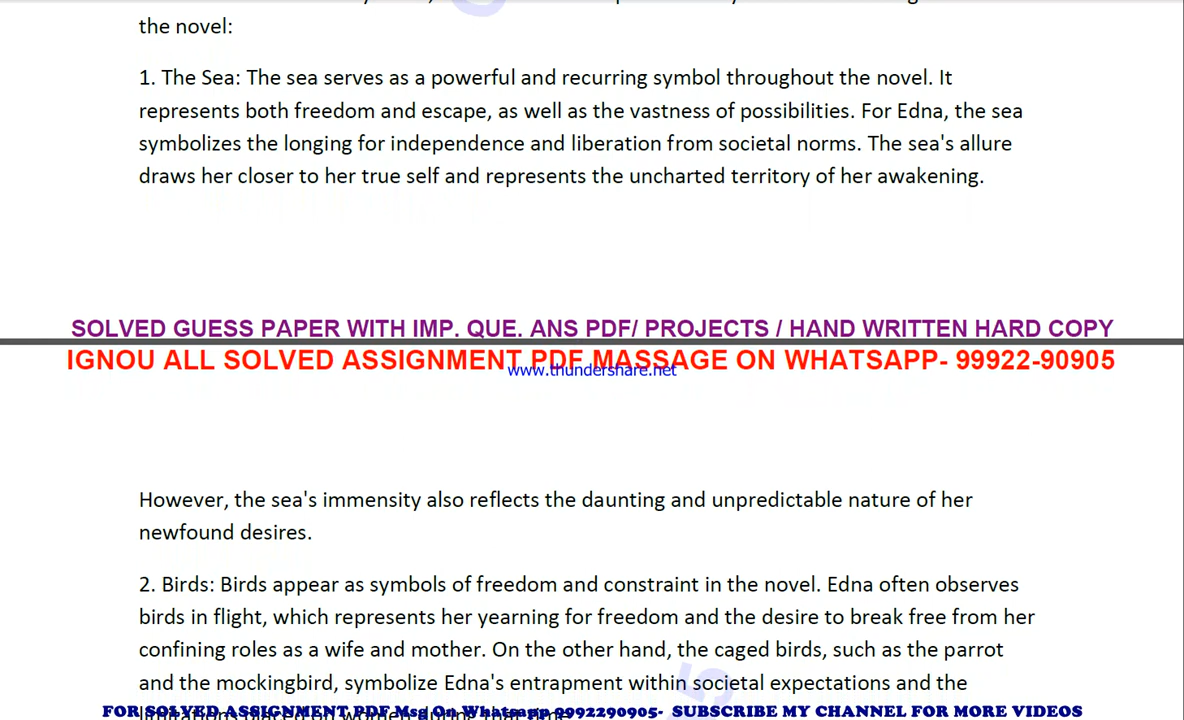 the novel:
1. The Sea: The sea serves as a powerful and recurring symbol throughout the novel. It
represents both freedom and escape, as well as the vastness of possibilities. For Edna, the sea
symbolizes the longing for independence and liberation from societal norms. The sea's allure
draws her closer to her true self and represents the uncharted territory of her awakening.
SOLVED GUESS PAPER WITH IMP. QUE. ANS PDF/ PROJECTS / HAND WRITTEN HARD COPY
IGNOU ALL SOLVED ASSIGNMENT PDF MASSAGE ON WHATSAPP- 99922-90905
www.thundershare.net
However, the sea's immensity also reflects the daunting and unpredictable nature of her
newfound desires.
2. Birds: Birds appear as symbols of freedom and constraint in the novel. Edna often observes
birds in flight, which represents her yearning for freedom and the desire to break free from her
confining roles as a wife and mother. On the other hand, the caged birds, such as the parrot
and the mockingbird, symbolize Edna's entrapment within societal expectations and the
FOR SOLVED ASSIGNMENT PDF Msg On Whatsapp 9992290905- SUBSCRIBE MY CHANNEL FOR MORE VIDEOS